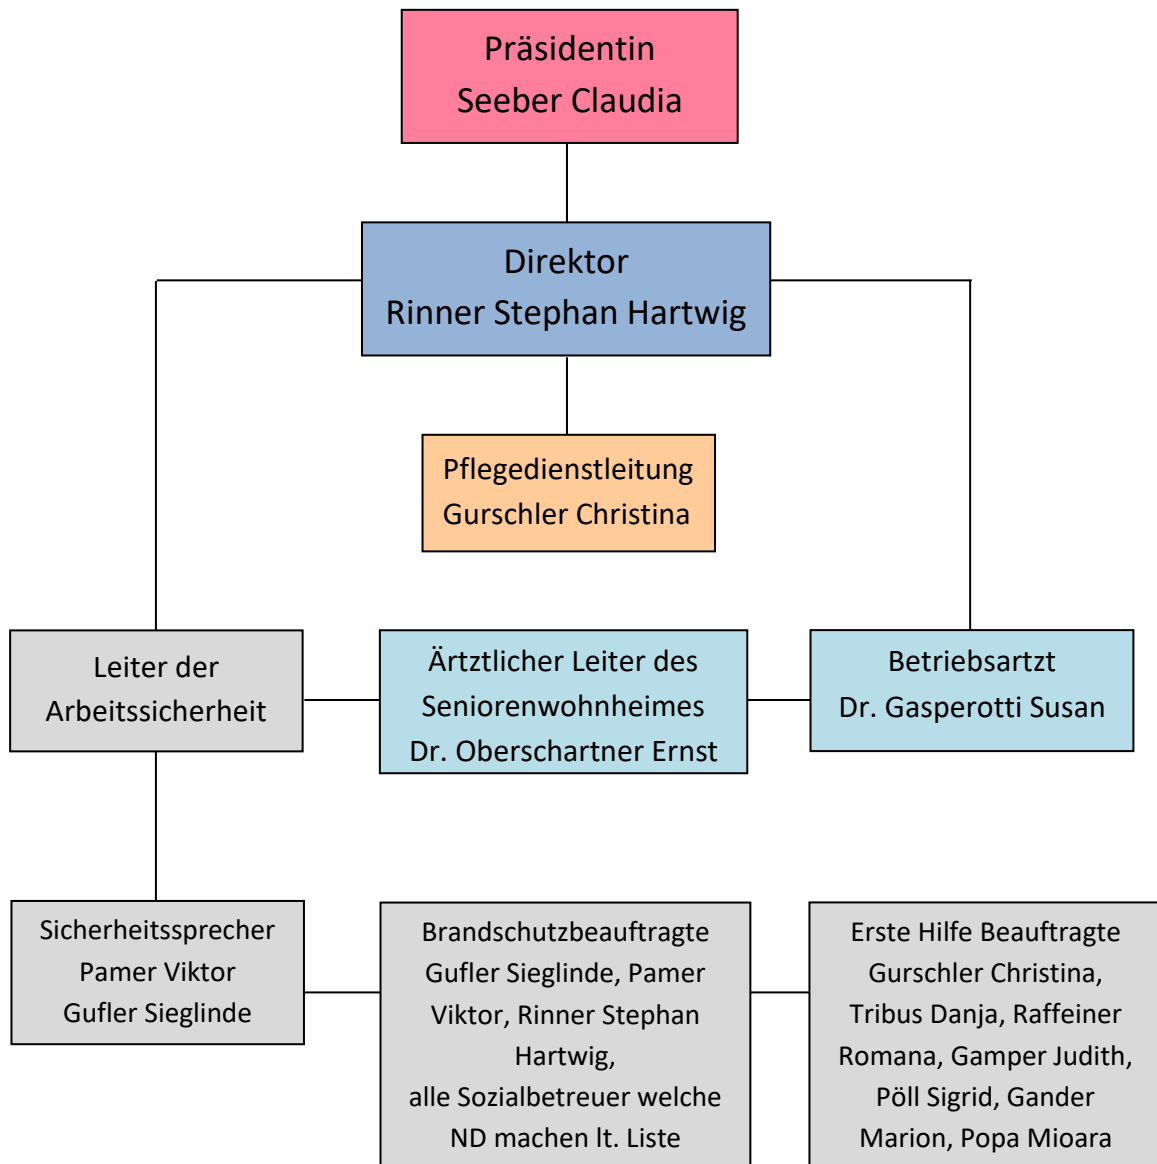 Präsidentin
Seeber Claudia
Direktor
Rinner Stephan Hartwig
Pflegedienstleitung
Gurschler Christina
Leiter der
Arbeitssicherheit
Ärtztlicher Leiter des
Seniorenwohnheimes
Dr. Oberschartner Ernst
Betriebsartzt
Dr. Gasperotti Susan
Sicherheitssprecher
Pamer Viktor
Gufler Sieglinde
Brandschutzbeauftragte
Gufler Sieglinde, Pamer
Viktor, Rinner Stephan
Hartwig,
alle Sozialbetreuer welche
ND machen lt. Liste
Erste Hilfe Beauftragte
Gurschler Christina,
Tribus Danja, Raffeiner
Romana, Gamper Judith,
Pöll Sigrid, Gander
Marion, Popa Mioara